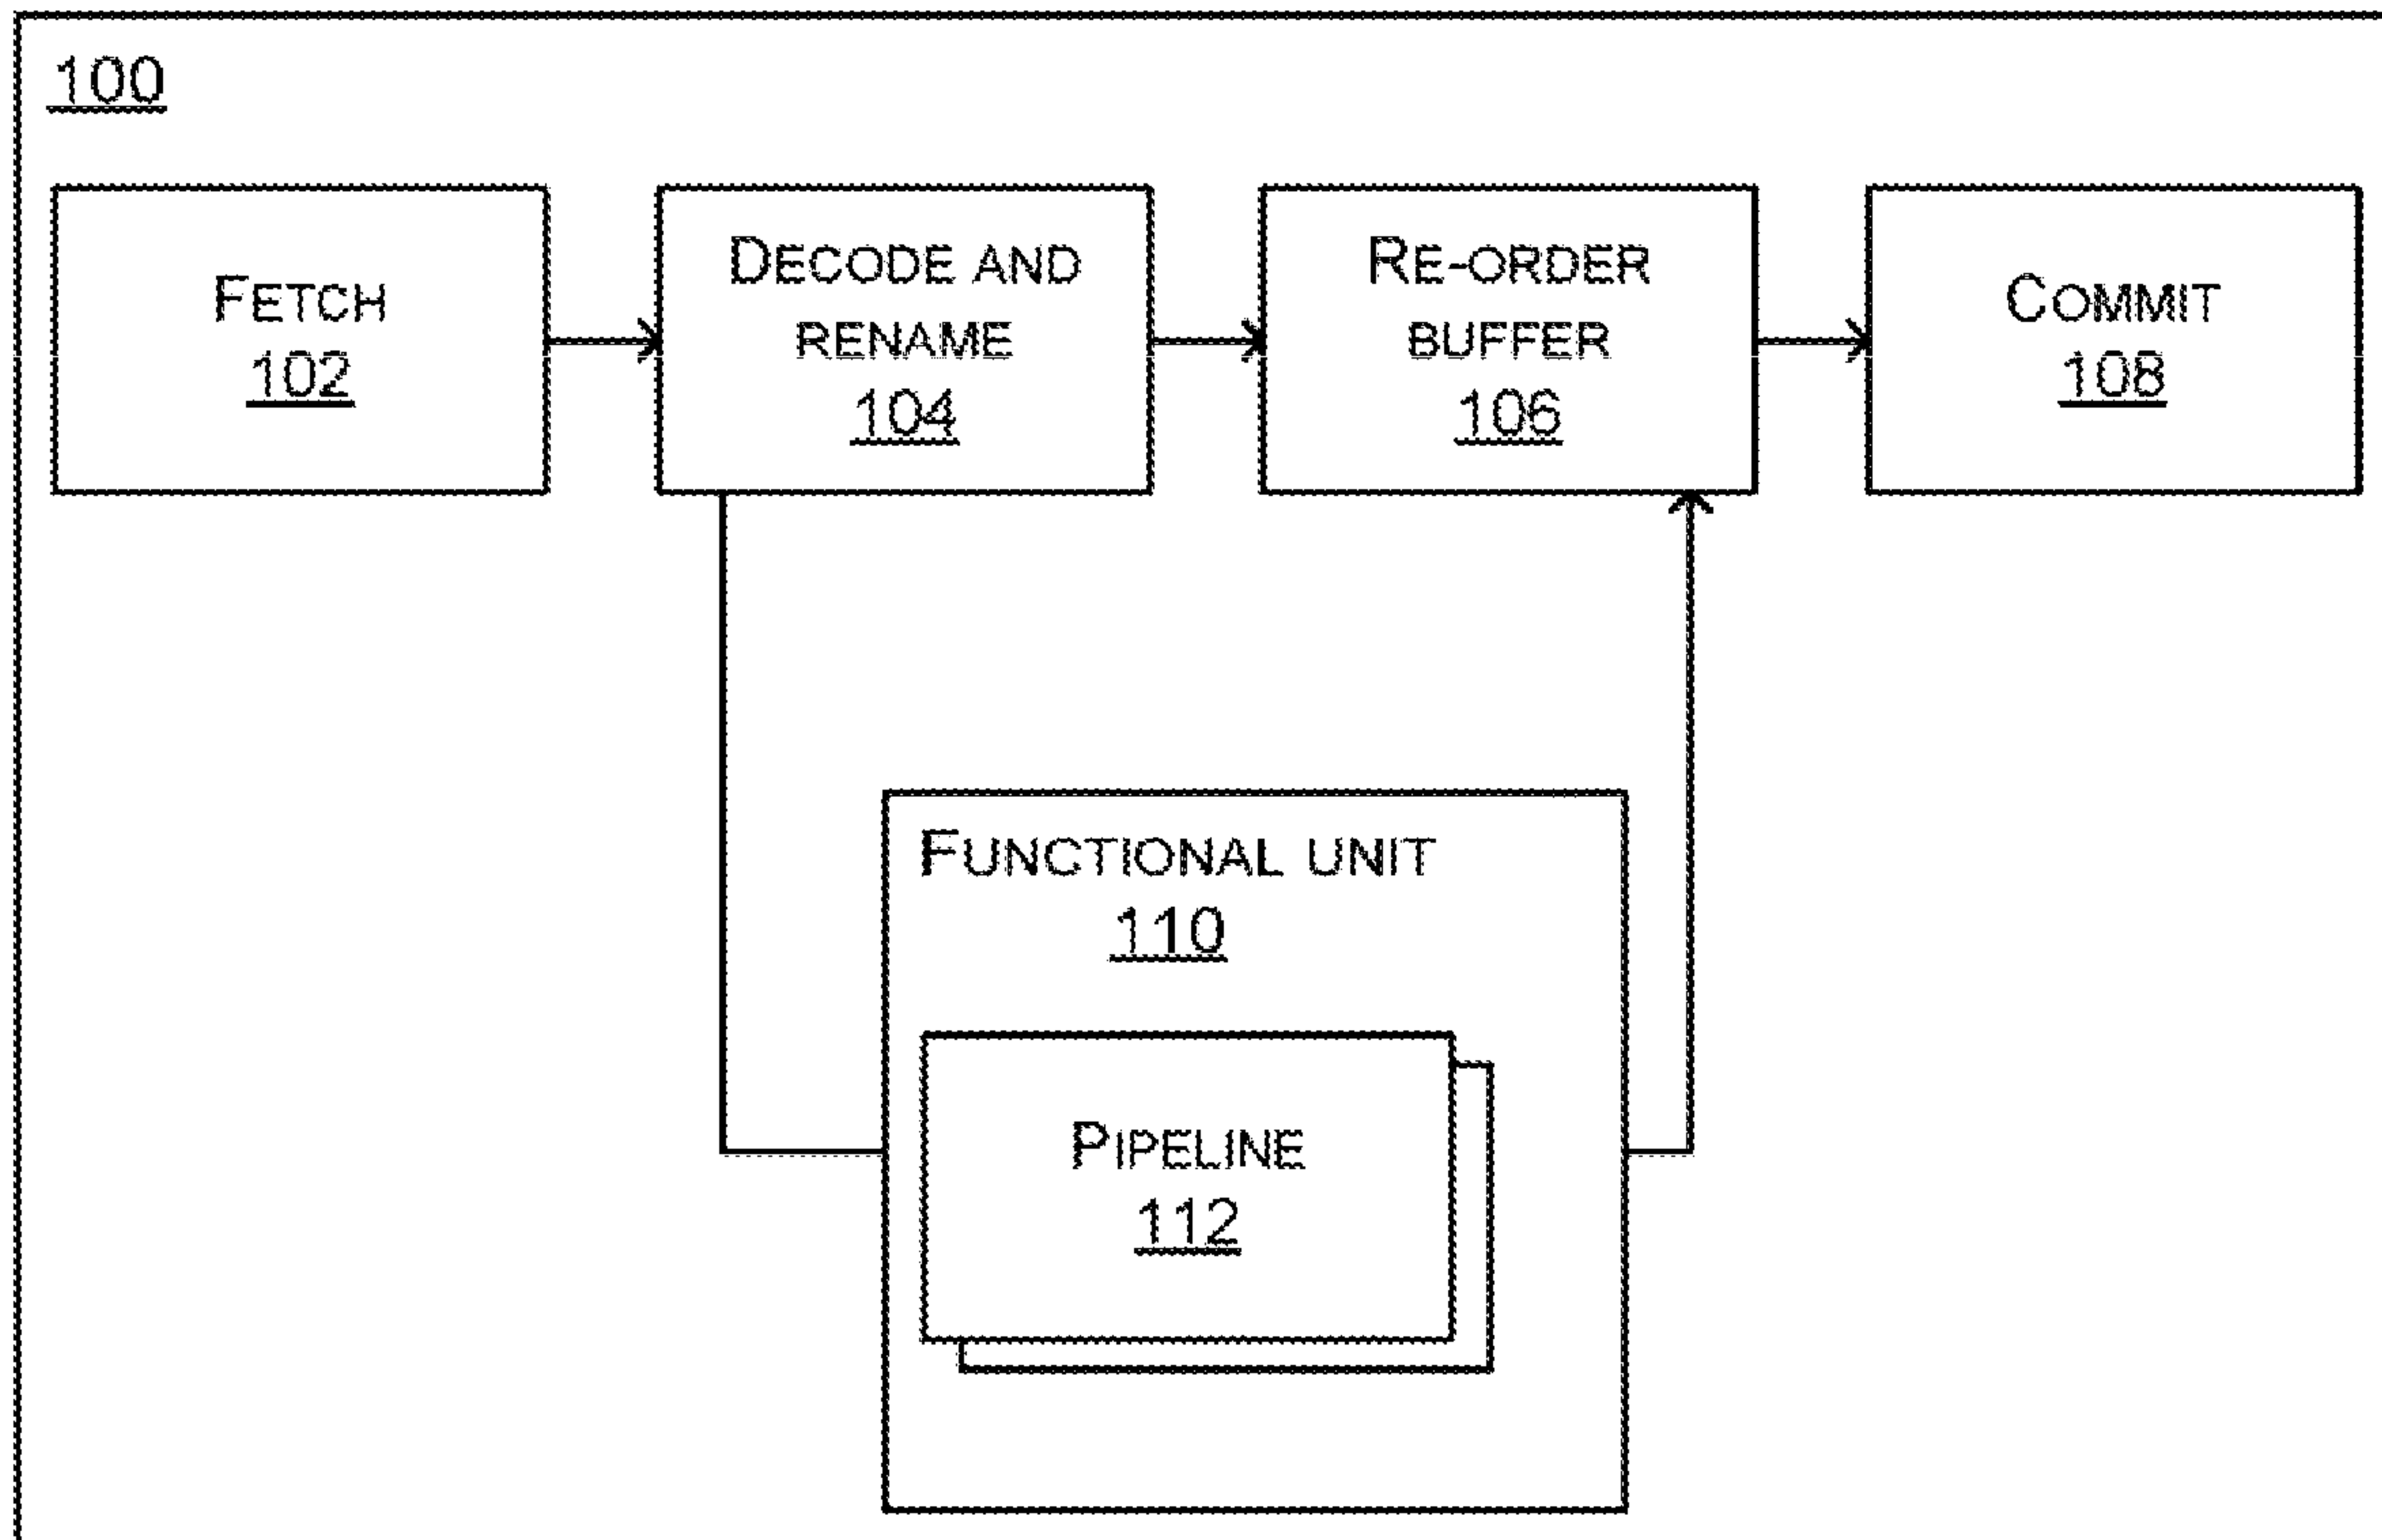 100
FETCH
102
DECODE AND
RENAME
104
RE-ORDER
BUFFER
106
COMMIT
108
FUNCTIONAL UNIT
110
PIPELINE
112